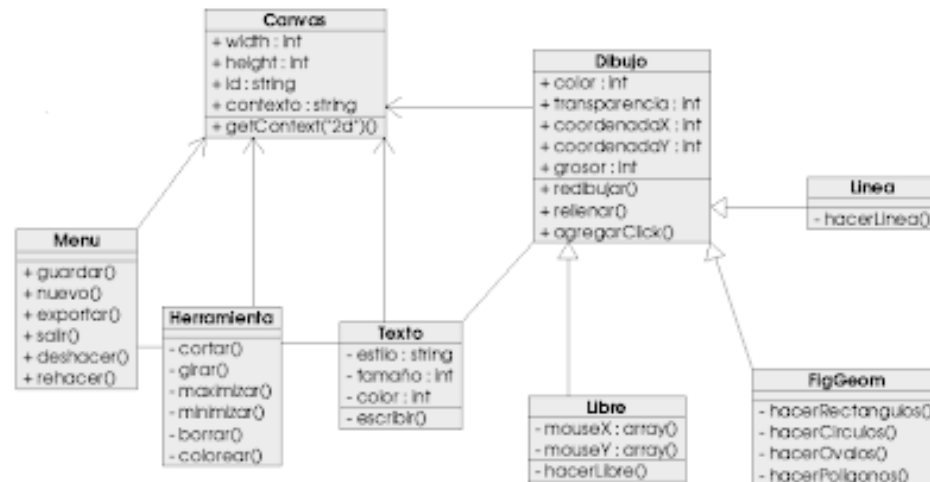 Canvas
+ width : int
+ height : int
+ id : string
+ contexto : string
+ getContext("2d")()
Dibujo
+ color : int
+ transparencia : int
+ coordenadaX : int
+ coordenadaY : int
+ grosor : int
+ redibujar()
+ rellenar()
+ agregarClick()
Linea
- hacerLinea()
Menu
+ guardar()
+ nuevo()
+ exportar()
+ salir()
+ deshacer()
+ rehacer()
Herramienta
- cortar()
- girar()
- maximizar()
- minimizar()
- borrar()
- colorear()
Texto
- estilo : string
- tamaño : int
- color : int
- escribir()
Libre
- mouseX : array()
- mouseY : array()
- hacerLibre()
FigGeom
- hacerRectangulos()
- hacerCirculos()
- hacerOvalos()
- hacerPoligonos()